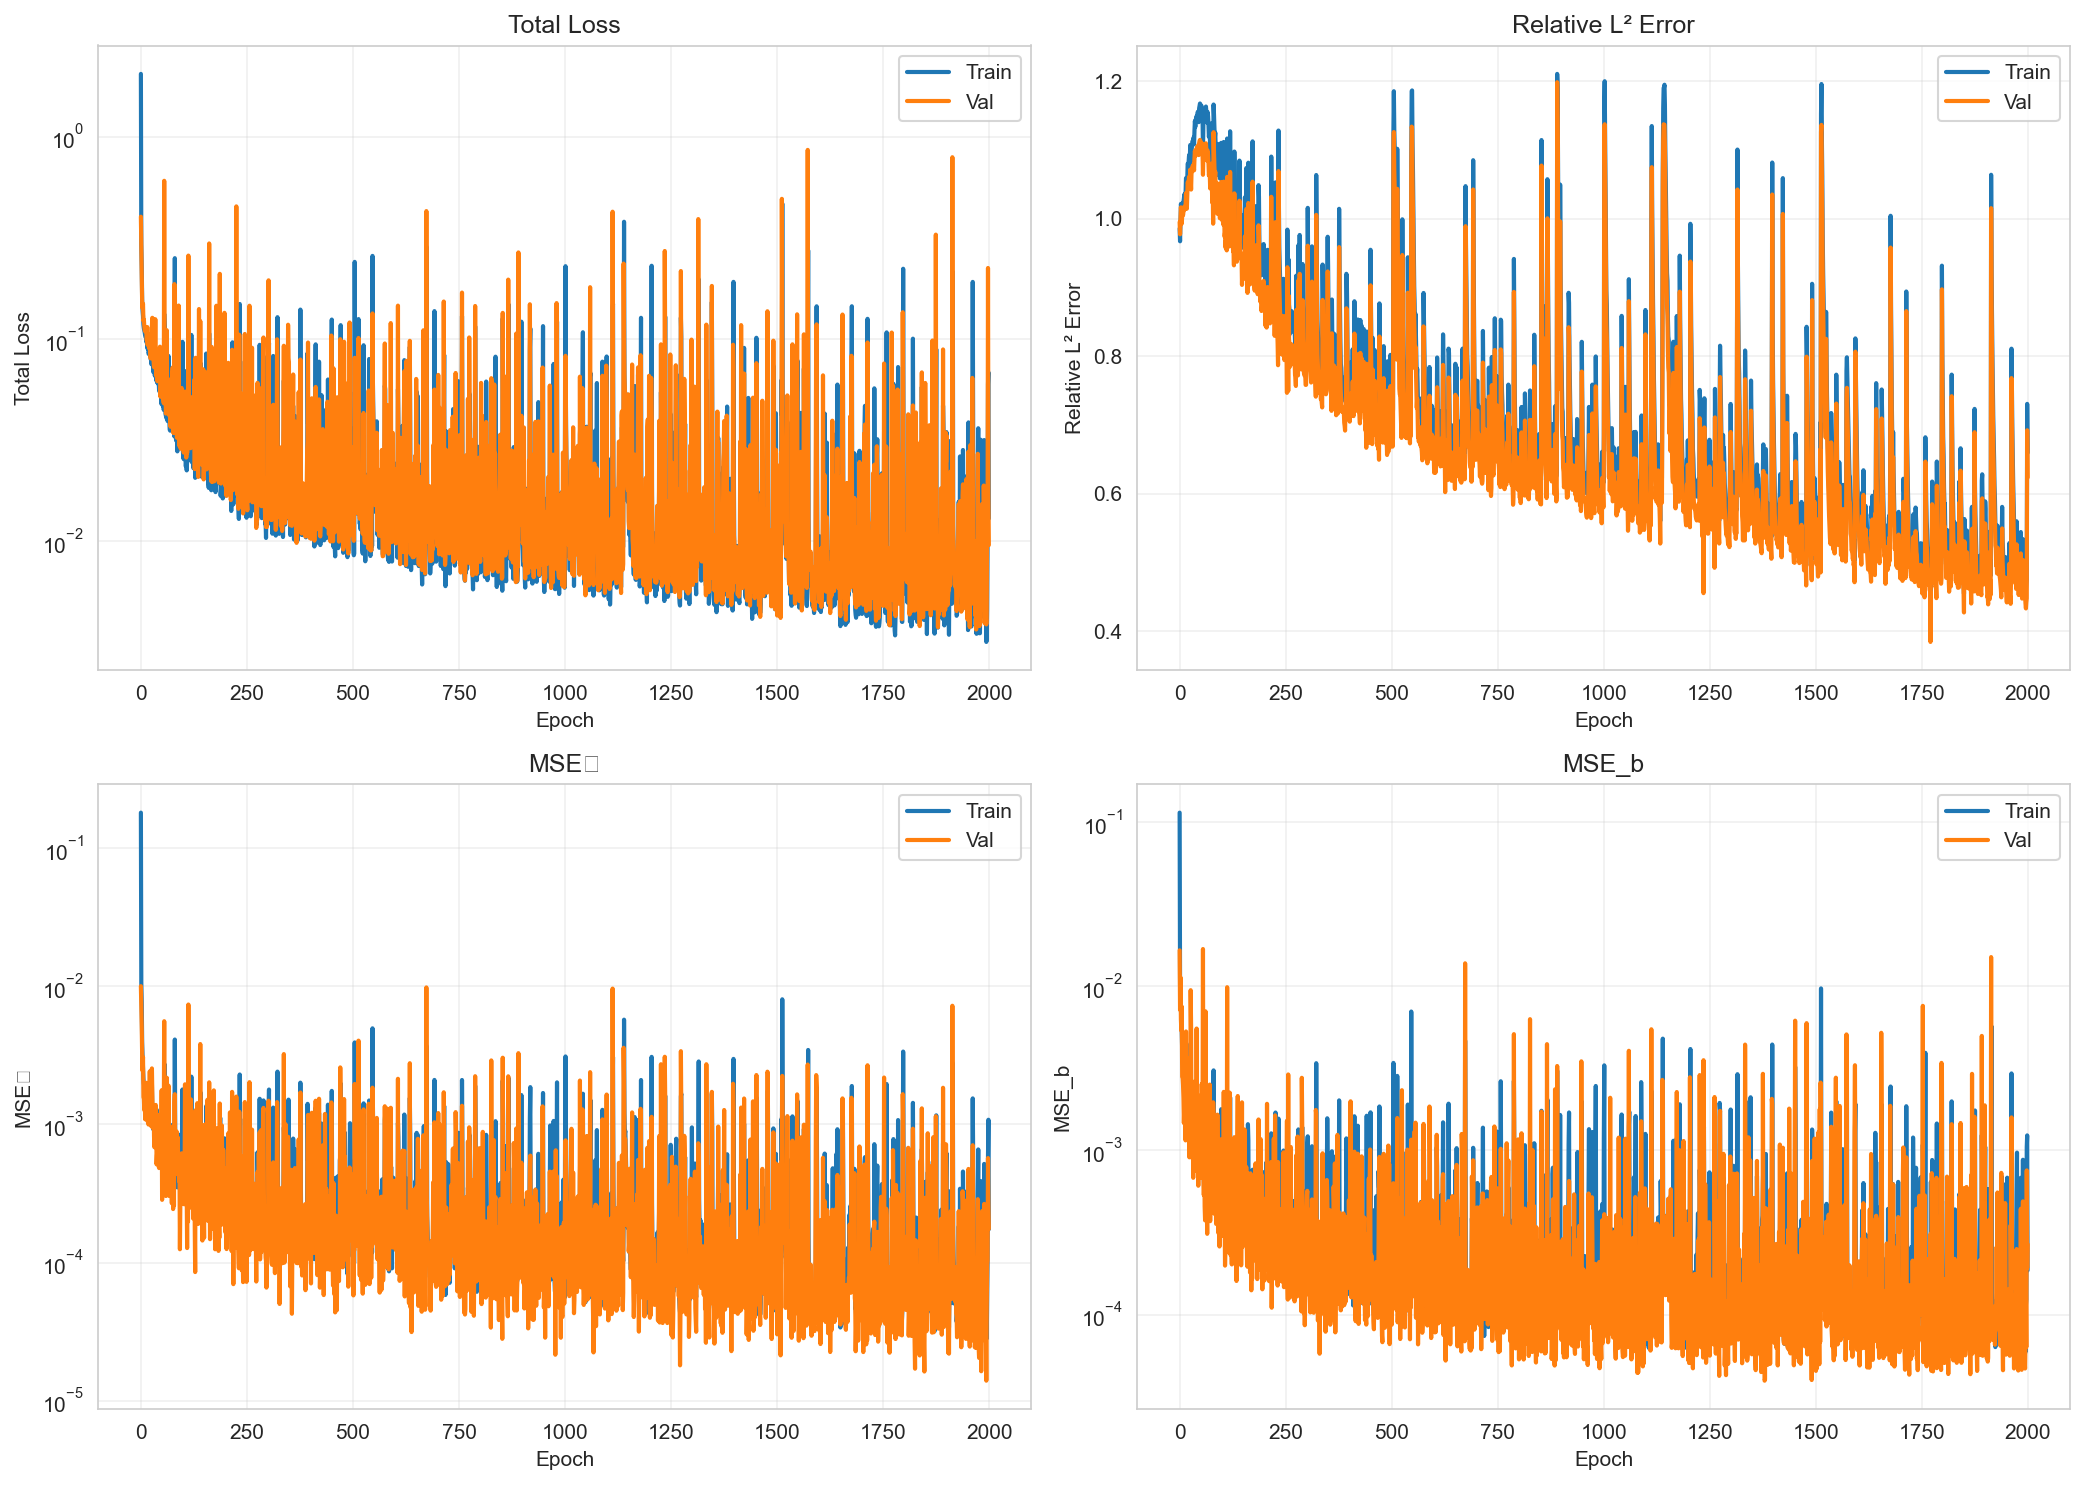 Total Loss
Total Loss
10⁰
10⁻¹
10⁻²
Train
Val
0 250 500 750 1000 1250 1500 1750 2000
Epoch
Relative L² Error
Relative L² Error
1.2
1.0
0.8
0.6
0.4
Train
Val
0 250 500 750 1000 1250 1500 1750 2000
Epoch
MSE□
MSE□
10⁻¹
10⁻²
10⁻³
10⁻⁴
10⁻⁵
Train
Val
0 250 500 750 1000 1250 1500 1750 2000
Epoch
MSE_b
MSE_b
10⁻¹
10⁻²
10⁻³
10⁻⁴
Train
Val
0 250 500 750 1000 1250 1500 1750 2000
Epoch